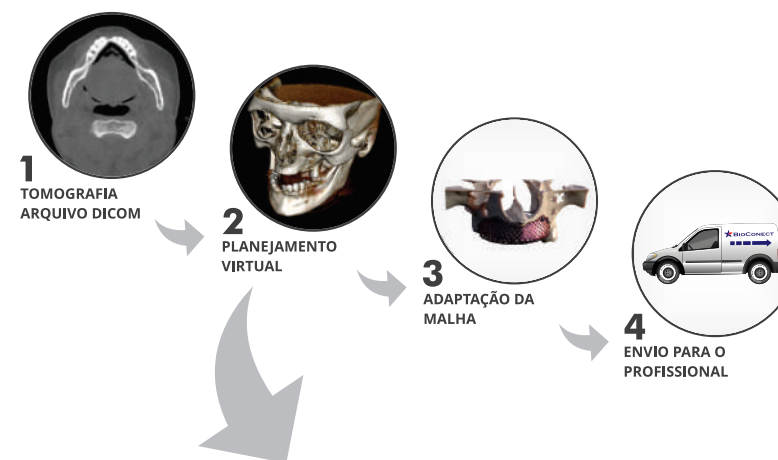 1
TOMOGRAFIA
ARQUIVO DICOM
2
PLANEJAMENTO
VIRTUAL
3
ADAPTAÇÃO DA
MALHA
BIOCONECT
4
ENVIO PARA O
PROFISSIONAL